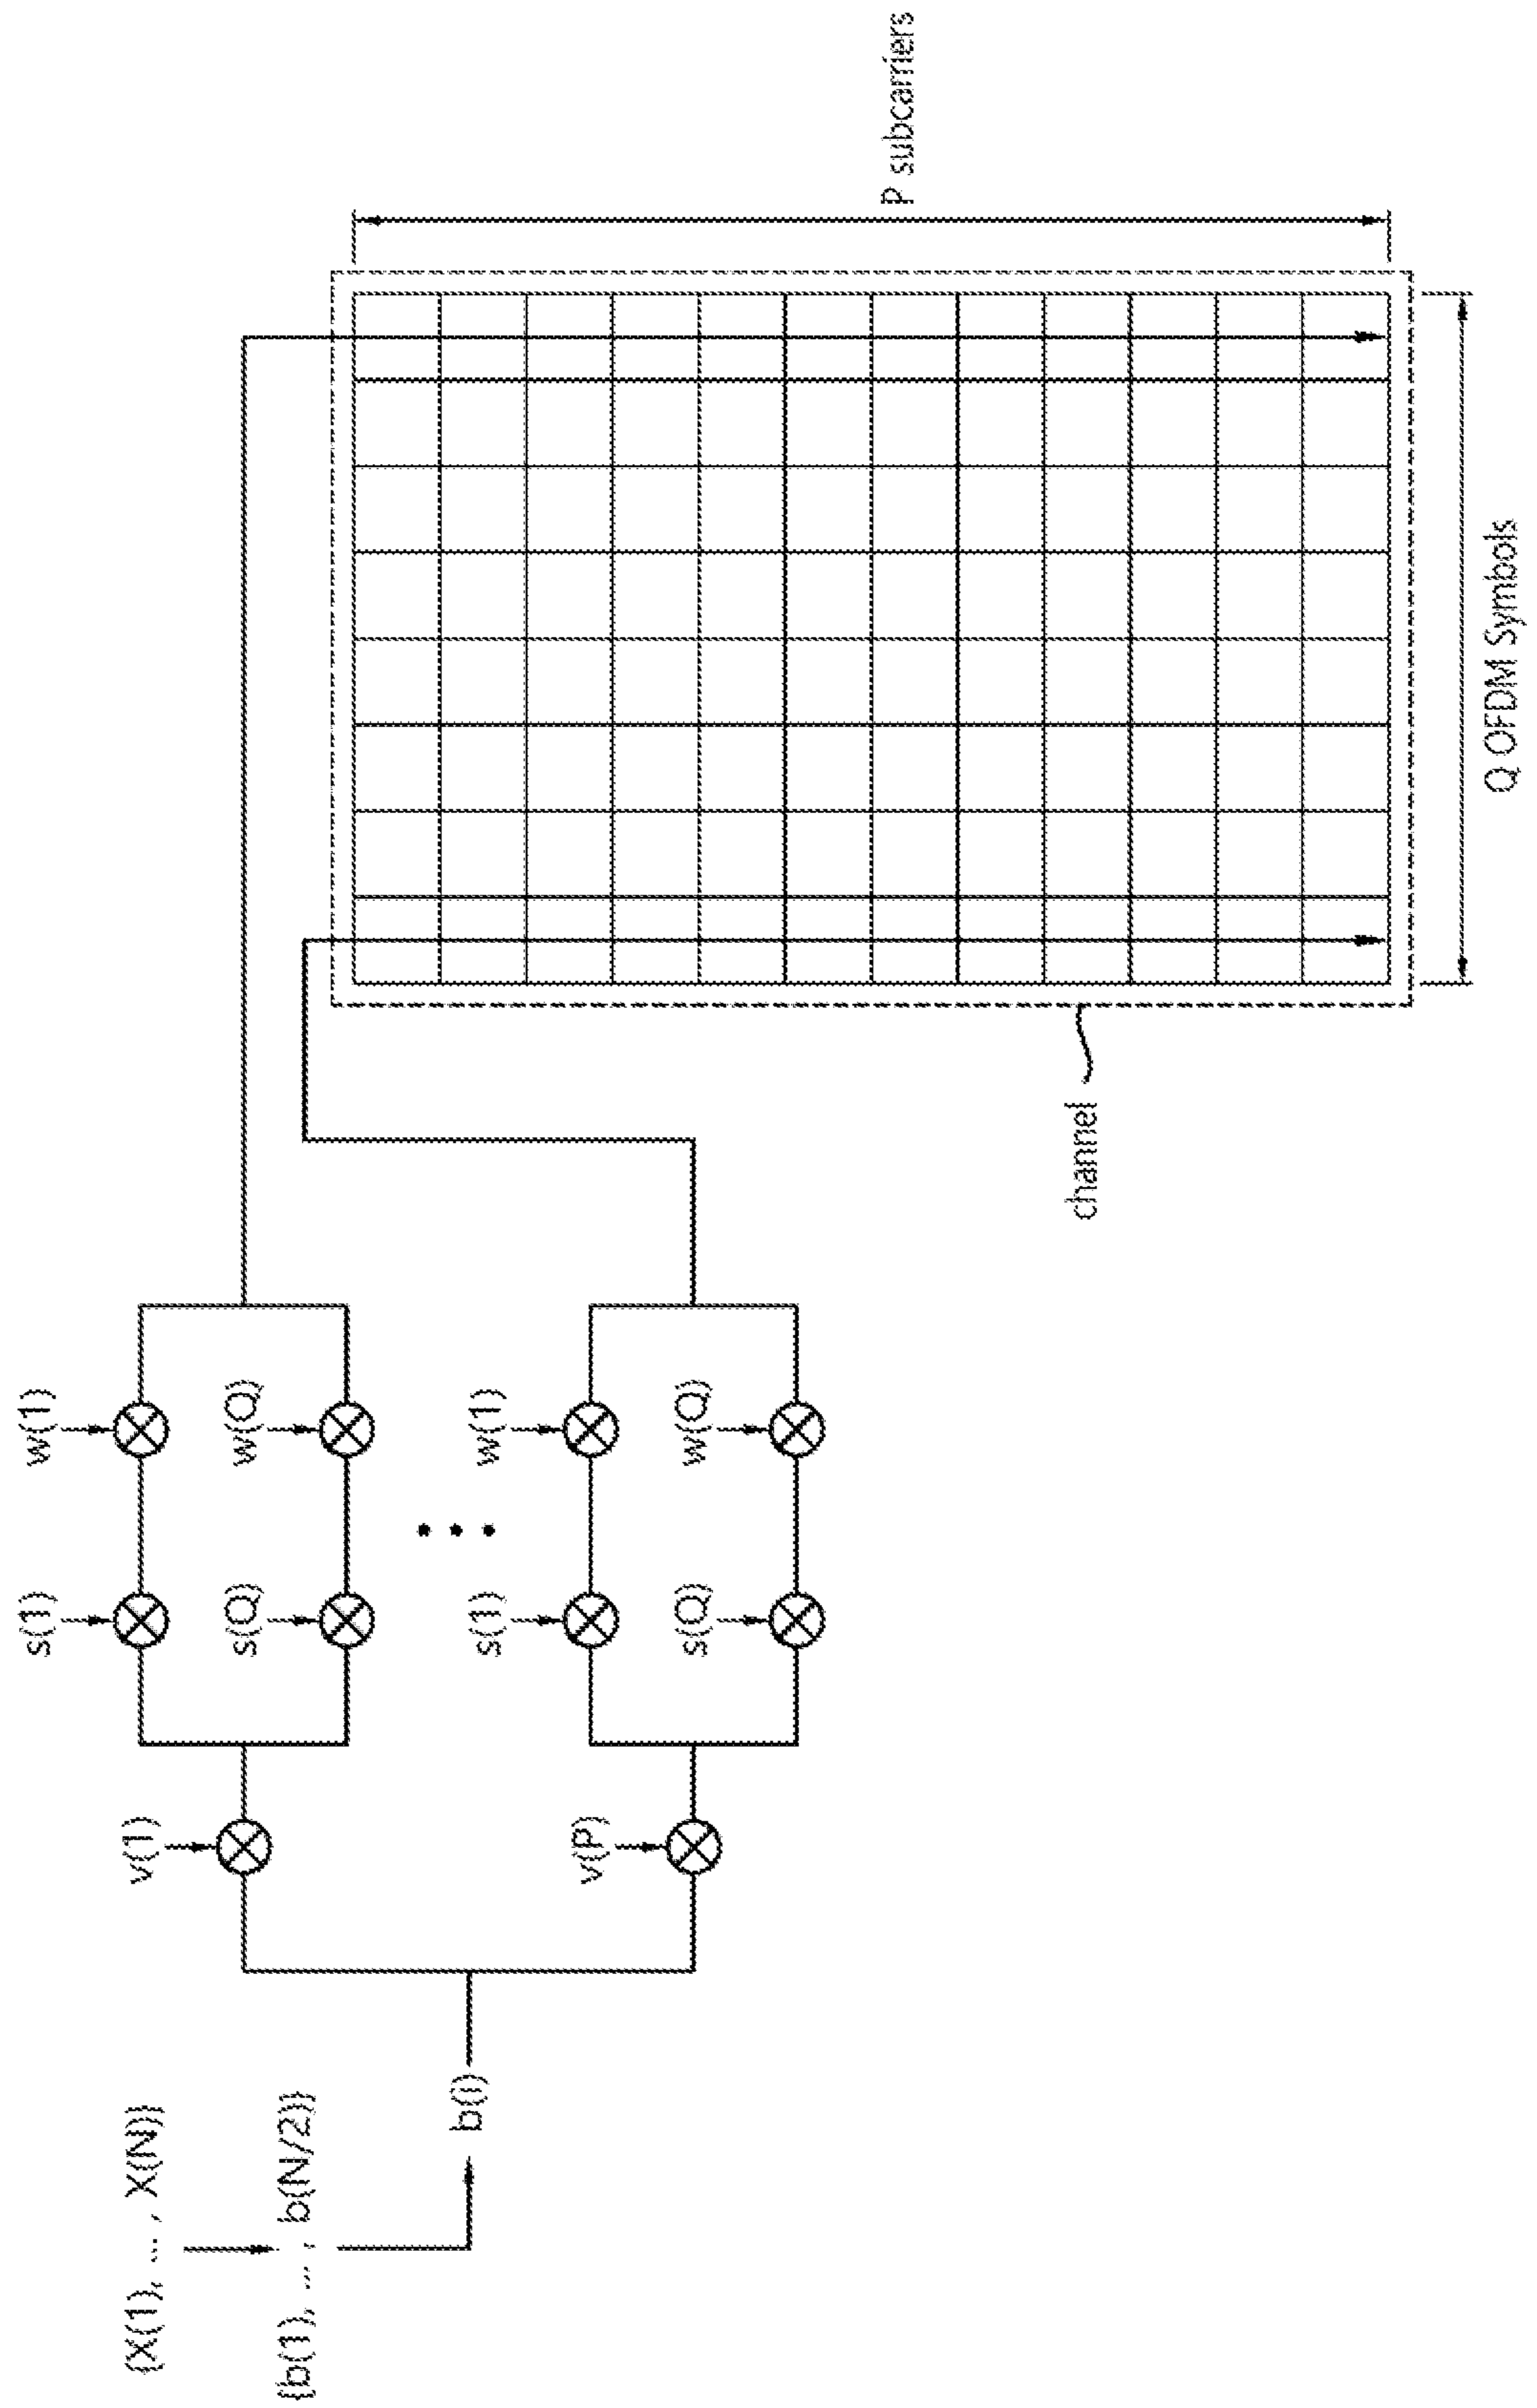 {X(1), ... , X(N)}
{b(1), ... , b(N/2)}
b(i)
v(1)
v(P)
s(1)
w(1)
s(Q)
w(Q)
s(1)
w(1)
s(Q)
w(Q)
channel
P subcarriers
Q OFDM Symbols